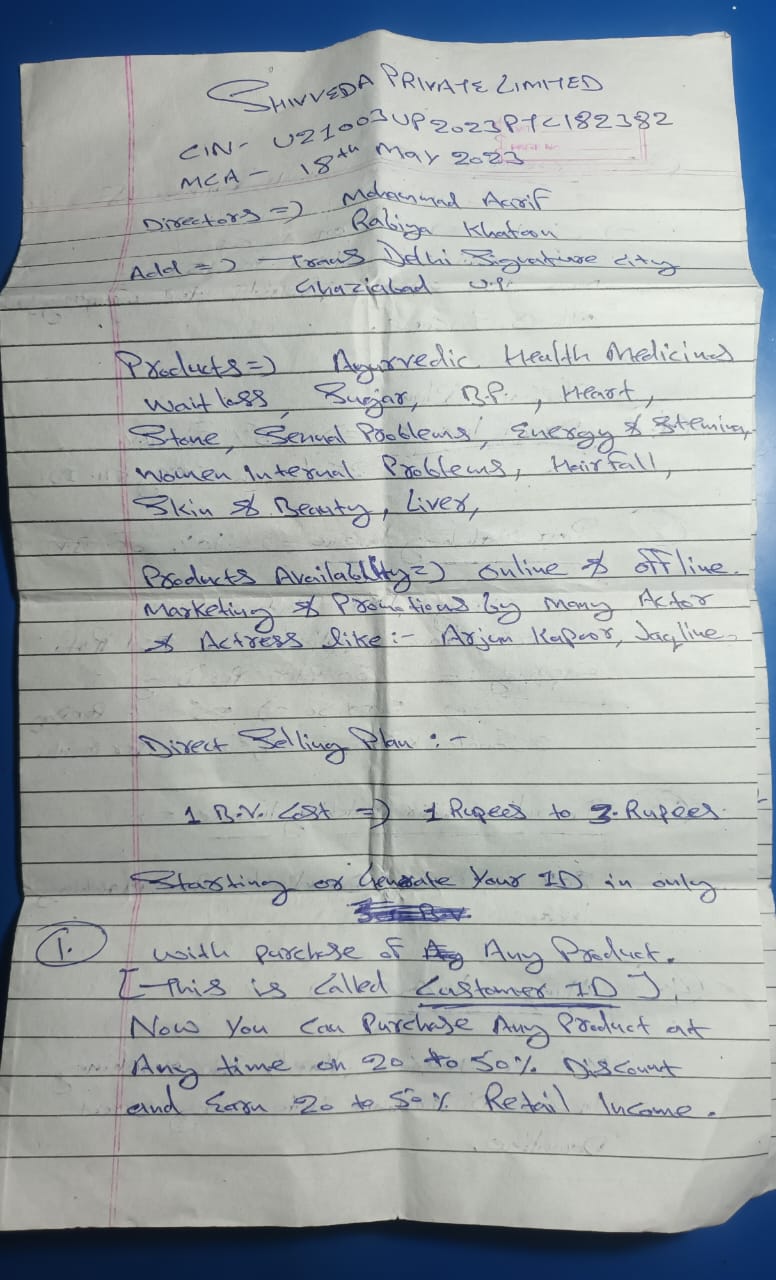 SHIVVEDA PRIVATE LIMITED
CIN- U21003UP2023PTC182382
MCA - 18th May 2023
Directors => Mohammad Aarif
Rabiya Khatoon
Add => Trans Delhi Signature city
Ghaziabad U.P.
Products => Ayurvedic Health Medicines
Wait loss, Sugar, B.P., Heart,
Stone, Sexual Problems, Energy & Stemina,
Women Internal Problems, Hairfall,
Skin & Beauty, Liver,
Products Availability => online & offline.
Marketing & Promotions by many Actor
& Actress like :- Arjun Kapoor, Jaqline
Direct Selling Plan :-
1 B.V. Cost => 1 Rupees to 3 Rupees
Starting or Generate Your ID in only
1. with purchase of Any Product.
[This is called Customer ID].
Now You Can Purchase Any Product at
Any time on 20 to 50% Discount
and Earn 20 to 50% Retail Income.